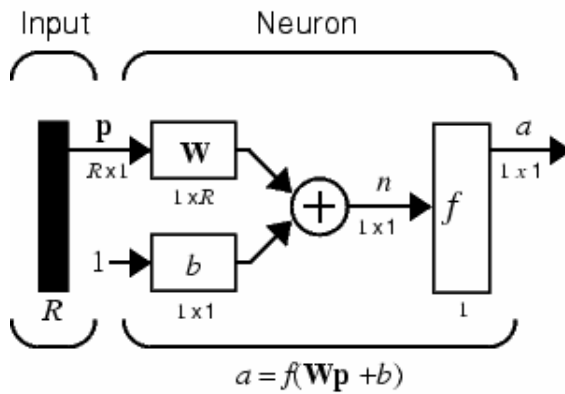 Input Neuron
p a
W n f
R x 1 1 x R 1 x 1 1 x 1
1 b
R 1 x 1 1
a = f(Wp +b)